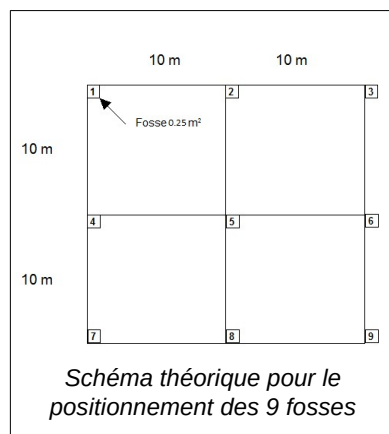 10 m 10 m
1 2 3
Fosse 0.25 m²
10 m
4 5 6
10 m
7 8 9
Schéma théorique pour le
positionnement des 9 fosses